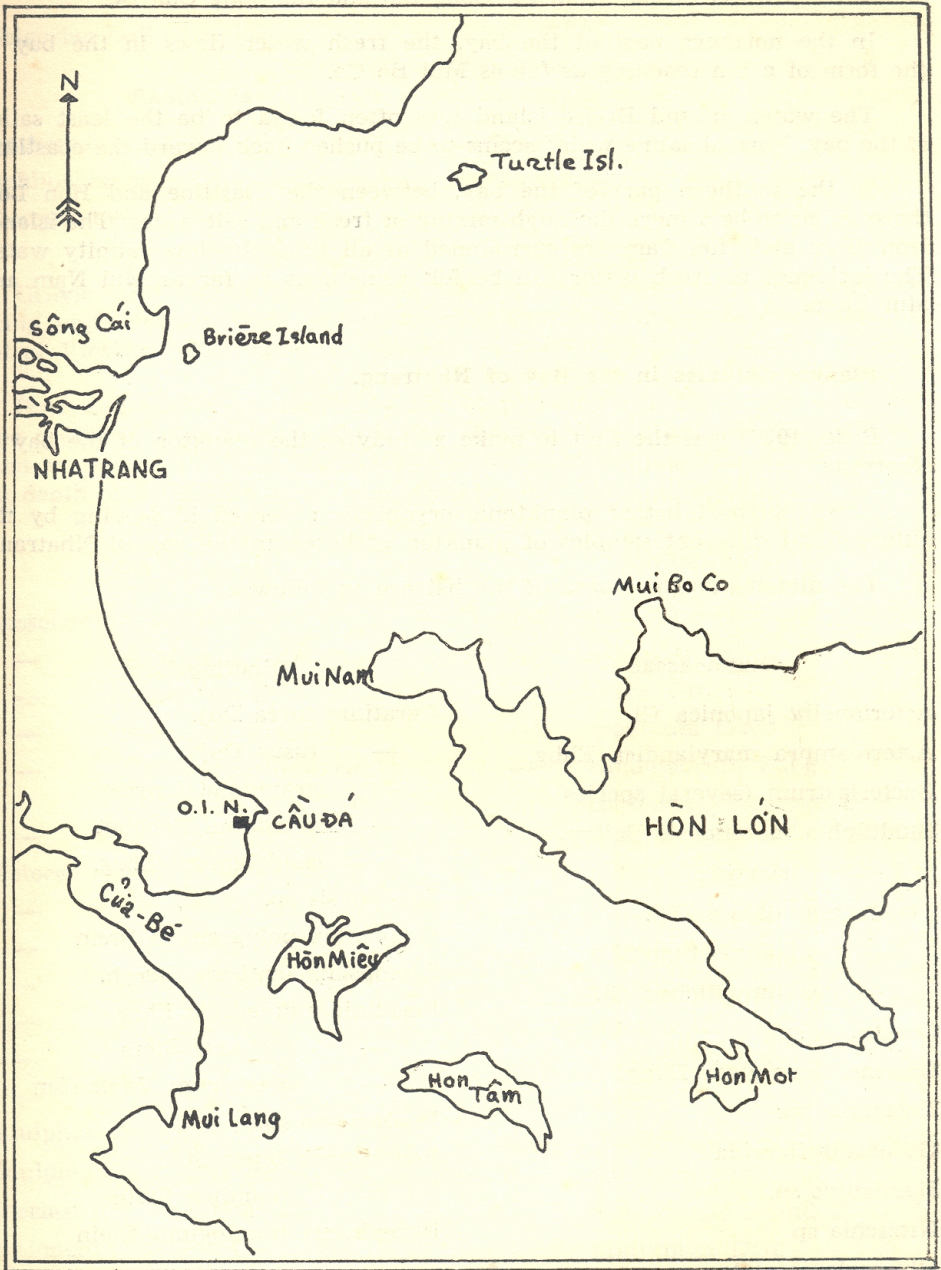 N
Turtle Isl.
Sông Cái
Brière Island
NHATRANG
Mui Bo Co
Mui Nam
O.I.N.
CẦU ĐÁ
HÒN LỚN
Của-Bé
Hòn Miễu
Hon
Tâm
Hon Mot
Mui Lang